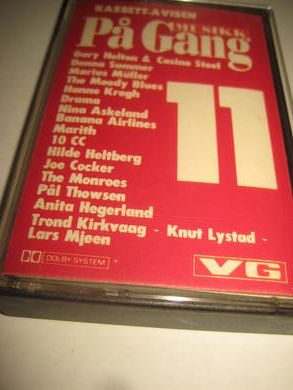 KASSETT-AVISEN
MUSIKK
På Gang
11
Gary Holton & Casino Steel
Donna Summer
Marius Müller
The Moody Blues
Hanne Krogh
Drama
Nina Askeland
Banana Airlines
Marith
10 CC
Hilde Heltberg
Joe Cocker
The Monroes
Pål Thowsen
Anita Hegerland
Trond Kirkvaag - Knut Lystad -
Lars Mjøen
DOLBY SYSTEM
VG